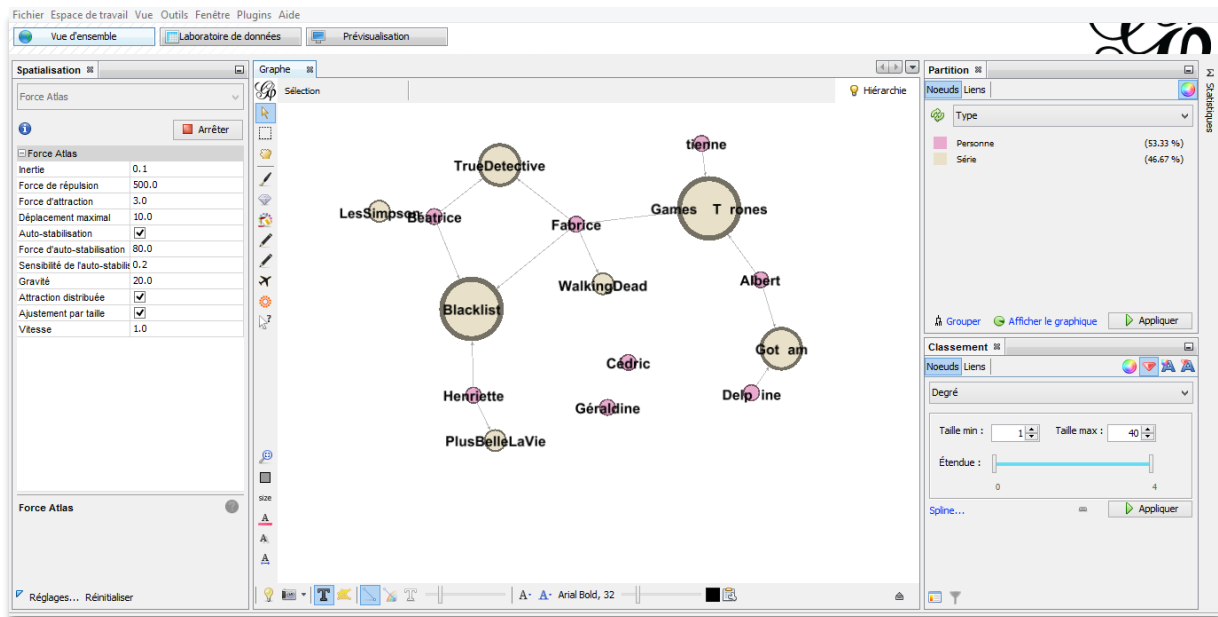 Fichier Espace de travail Vue Outils Fenêtre Plugins Aide
Vue d'ensemble Laboratoire de données Prévisualisation
Spatialisation
Force Atlas
Arrêter
Force Atlas
Inertie 0.1
Force de répulsion 500.0
Force d'attraction 3.0
Déplacement maximal 10.0
Auto-stabilisation
Force d'auto-stabilisation 80.0
Sensibilité de l'auto-stabilis 0.2
Gravité 20.0
Attraction distribuée
Ajustement par taille
Vitesse 1.0
Force Atlas
Réglages... Réinitialiser
Graphe
Sélection
Hiérarchie
size
tienne
TrueDetective
LesSimpson
Béatrice
Games T rones
Fabrice
WalkingDead
Albert
Blacklist
Got am
Cédric
Henriette
Delp ine
Géraldine
PlusBelleLaVie
Arial Bold, 32
Partition
Noeuds Liens
Type
Personne (53.33 %)
Série (46.67 %)
Grouper Afficher le graphique Appliquer
Classement
Noeuds Liens
Degré
Taille min : 1 Taille max : 40
Étendue :
0 4
Spline... Appliquer
Σ Statistiques